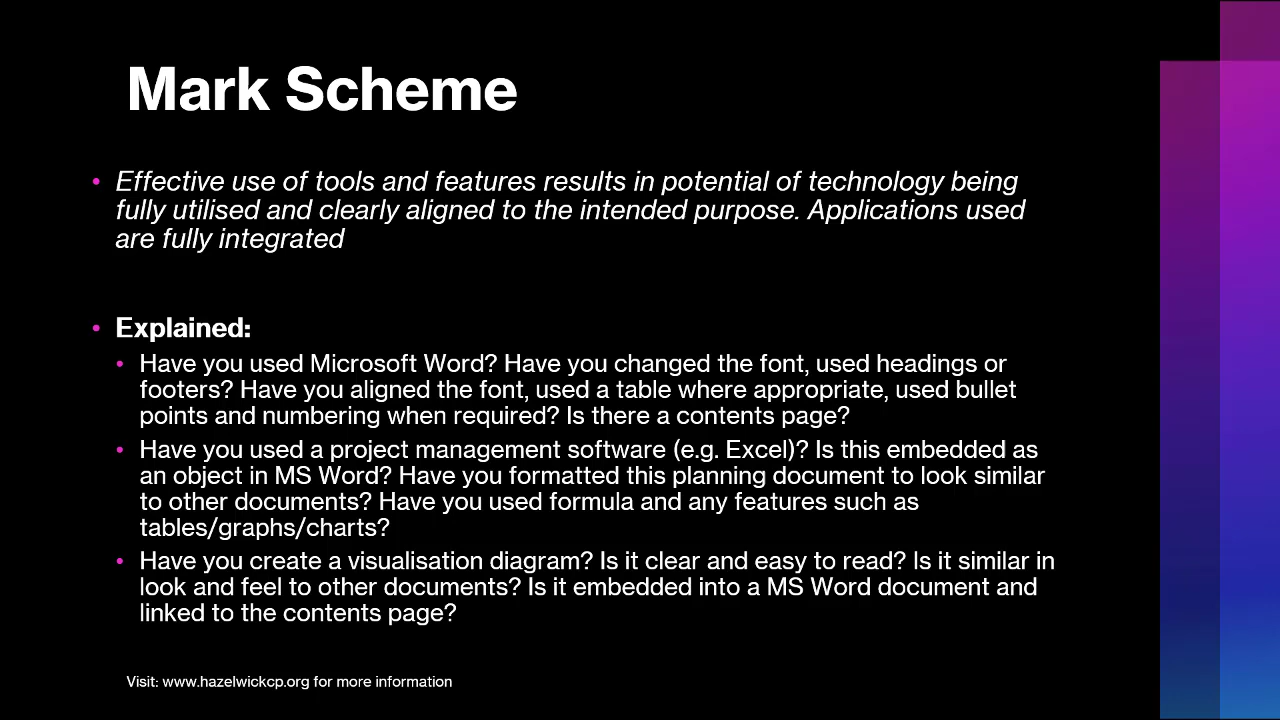 Mark Scheme
• Effective use of tools and features results in potential of technology being
fully utilised and clearly aligned to the intended purpose. Applications used
are fully integrated
• Explained:
• Have you used Microsoft Word? Have you changed the font, used headings or
footers? Have you aligned the font, used a table where appropriate, used bullet
points and numbering when required? Is there a contents page?
• Have you used a project management software (e.g. Excel)? Is this embedded as
an object in MS Word? Have you formatted this planning document to look similar
to other documents? Have you used formula and any features such as
tables/graphs/charts?
• Have you create a visualisation diagram? Is it clear and easy to read? Is it similar in
look and feel to other documents? Is it embedded into a MS Word document and
linked to the contents page?
Visit: www.hazelwickcp.org for more information